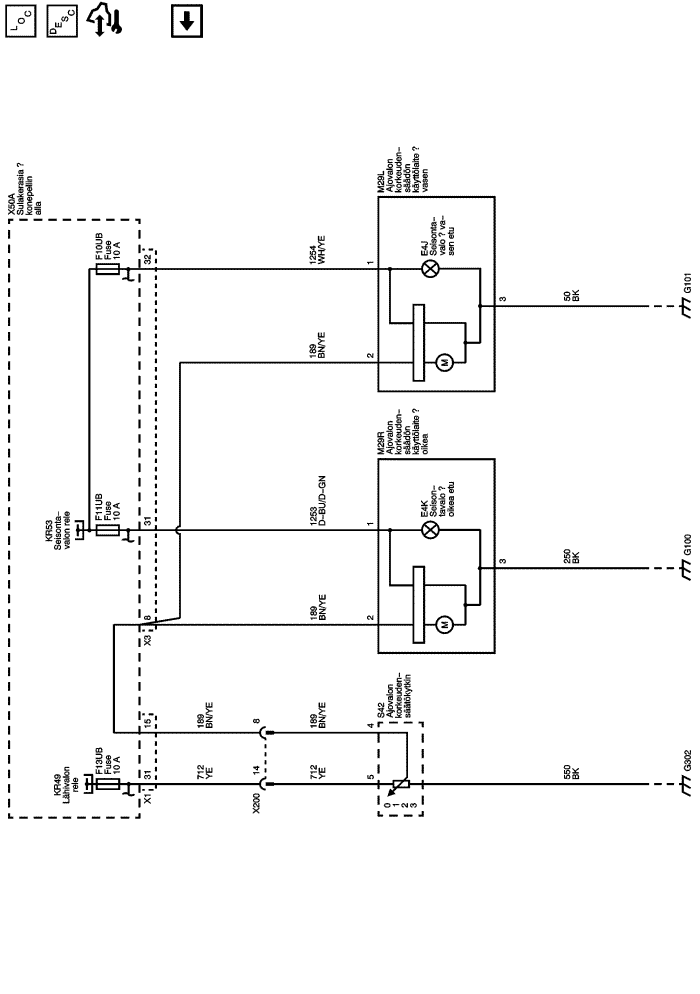 LOC
DESC
X50A
Sulakerasia ?
konepellin
alla
KR49
Lähivalon
rele
F13UB
Fuse
10 A
KR53
Seisonta–
valon rele
F11UB
Fuse
10 A
F10UB
Fuse
10 A
X1
31
15
X3
8
31
32
712
YE
189
BN/YE
189
BN/YE
1253
D–BU/D–GN
189
BN/YE
1254
WH/YE
X200
14
8
712
YE
189
BN/YE
5
4
2
1
2
1
S42
Ajovalon
korkeuden–
säätökytkin
0
1
2
3
M29R
Ajovalon
korkeuden–
säädön
käyttölaite ?
oikea
M
E4K
Seison–
tavalo ?
oikea etu
M29L
Ajovalon
korkeuden–
säädön
käyttölaite ?
vasen
M
E4J
Seisonta–
valo ? va–
sen etu
3
3
550
BK
250
BK
50
BK
G302
G100
G101